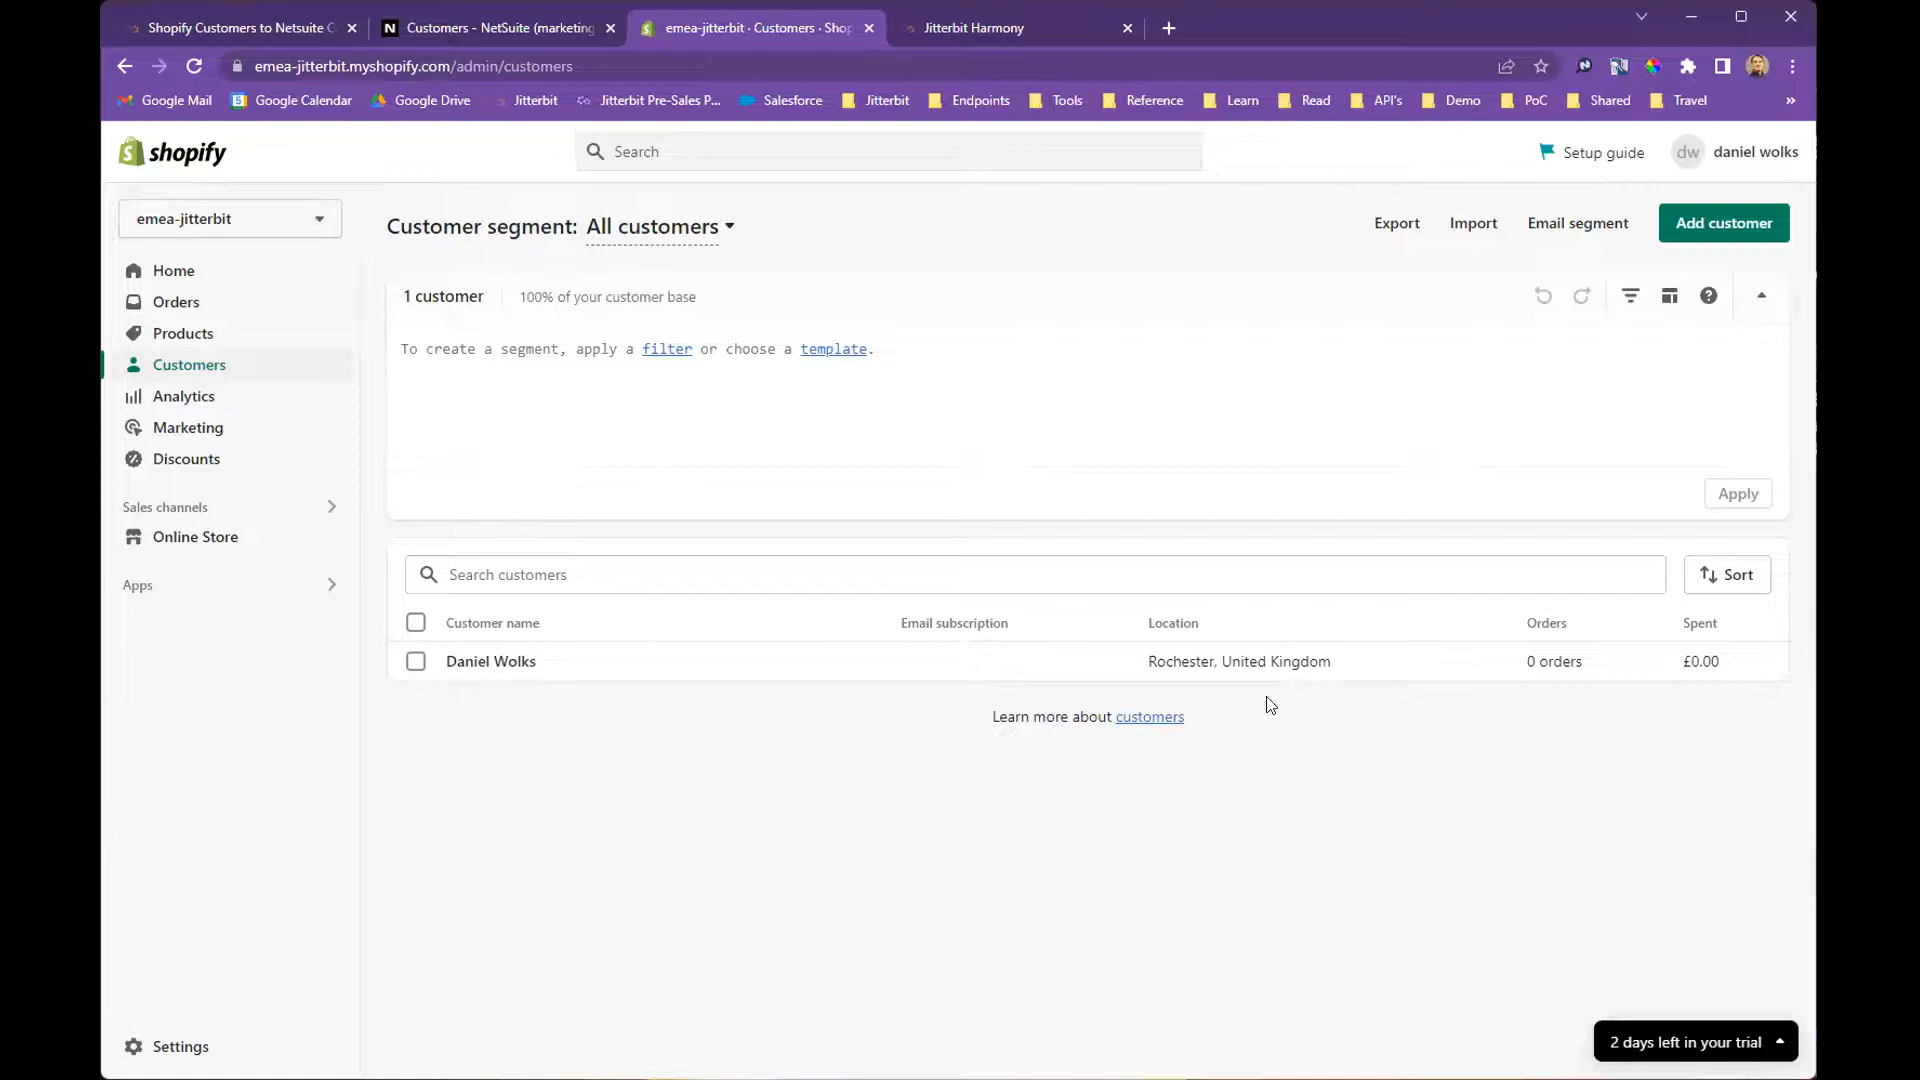 Shopify Customers to Netsuite C
Customers - NetSuite (marketing
emea-jitterbit · Customers · Shop
Jitterbit Harmony
emea-jitterbit.myshopify.com/admin/customers
Google Mail
Google Calendar
Google Drive
Jitterbit
Jitterbit Pre-Sales P...
Salesforce
Jitterbit
Endpoints
Tools
Reference
Learn
Read
API's
Demo
PoC
Shared
Travel
»
shopify
Search
Setup guide
dw
daniel wolks
emea-jitterbit
Customer segment: All customers
Export
Import
Email segment
Add customer
Home
Orders
Products
Customers
Analytics
Marketing
Discounts
Sales channels
Online Store
Apps
Settings
1 customer
100% of your customer base
To create a segment, apply a filter or choose a template.
Apply
Search customers
Sort
Customer name
Email subscription
Location
Orders
Spent
Daniel Wolks
Rochester, United Kingdom
0 orders
£0.00
Learn more about customers
2 days left in your trial